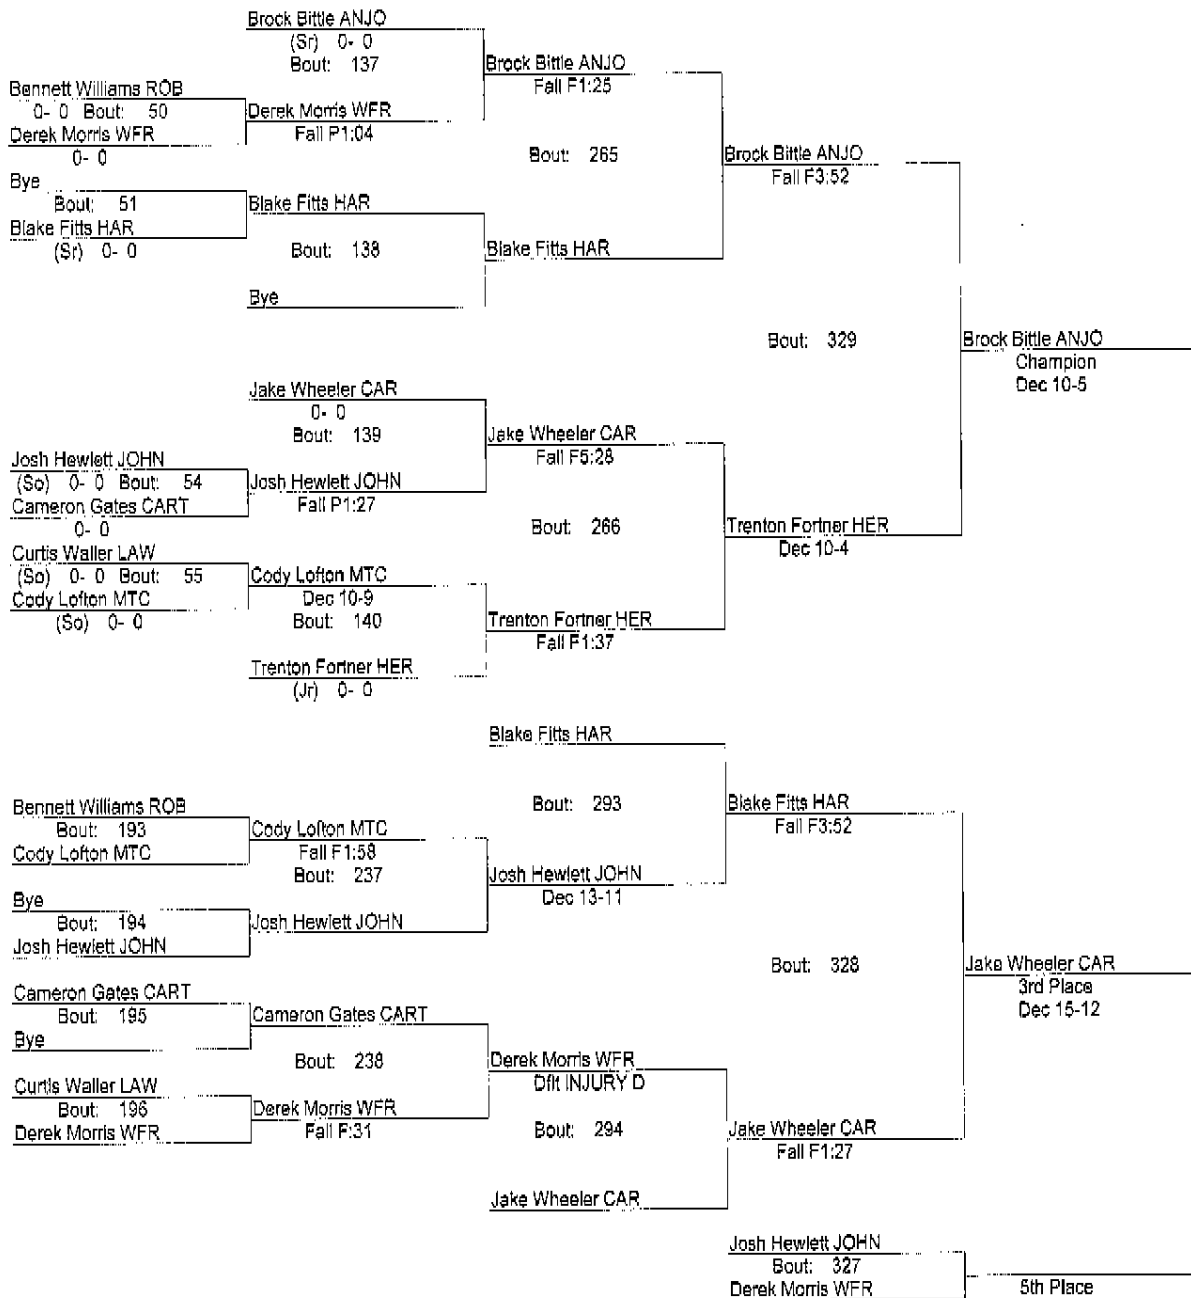 Brock Bittle ANJO
(Sr) 0- 0
Bout: 137
Brock Bittle ANJO
Fall F1:25
Bennett Williams ROB
0- 0 Bout: 50
Derek Morris WFR
0- 0
Derek Morris WFR
Fall P1:04
Bout: 265
Brock Bittle ANJO
Fall F3:52
Bye
Bout: 51
Blake Fitts HAR
(Sr) 0- 0
Blake Fitts HAR
Bout: 138
Blake Fitts HAR
Bye
Bout: 329
Brock Bittle ANJO
Champion
Dec 10-5
Jake Wheeler CAR
0- 0
Bout: 139
Jake Wheeler CAR
Fall F5:28
Josh Hewlett JOHN
(So) 0- 0 Bout: 54
Cameron Gates CART
0- 0
Josh Hewlett JOHN
Fall P1:27
Bout: 266
Trenton Fortner HER
Dec 10-4
Curtis Waller LAW
(So) 0- 0 Bout: 55
Cody Lofton MTC
(So) 0- 0
Cody Lofton MTC
Dec 10-9
Bout: 140
Trenton Fortner HER
Fall F1:37
Trenton Fortner HER
(Jr) 0- 0
Blake Fitts HAR
Bout: 293
Blake Fitts HAR
Fall F3:52
Bennett Williams ROB
Bout: 193
Cody Lofton MTC
Cody Lofton MTC
Fall F1:58
Bout: 237
Josh Hewlett JOHN
Dec 13-11
Bye
Bout: 194
Josh Hewlett JOHN
Josh Hewlett JOHN
Bout: 328
Jake Wheeler CAR
3rd Place
Dec 15-12
Cameron Gates CART
Bout: 195
Bye
Cameron Gates CART
Bout: 238
Derek Morris WFR
Dflt INJURY D
Curtis Waller LAW
Bout: 196
Derek Morris WFR
Derek Morris WFR
Fall F:31
Bout: 294
Jake Wheeler CAR
Fall F1:27
Jake Wheeler CAR
Josh Hewlett JOHN
Bout: 327
Derek Morris WFR
5th Place